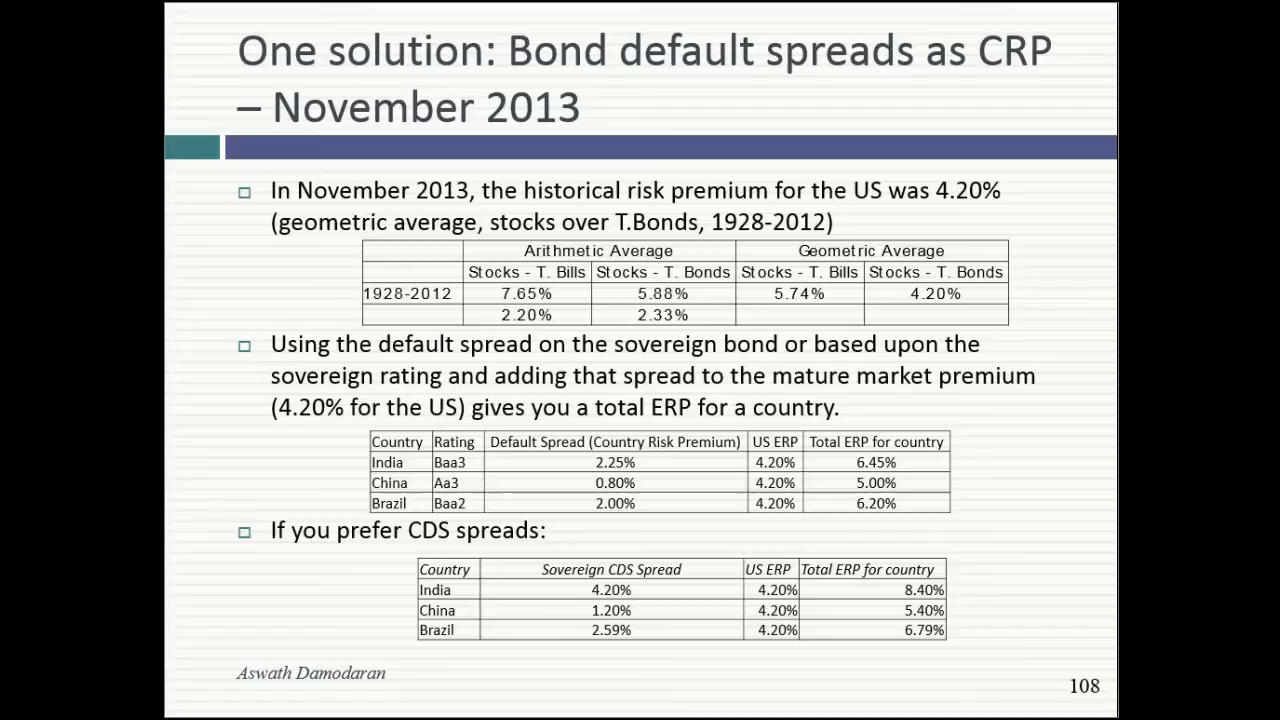 One solution: Bond default spreads as CRP
– November 2013
In November 2013, the historical risk premium for the US was 4.20%
(geometric average, stocks over T.Bonds, 1928-2012)
Arithmetic Average Geometric Average
Stocks - T. Bills Stocks - T. Bonds Stocks - T. Bills Stocks - T. Bonds
1928-2012 7.65% 5.88% 5.74% 4.20%
2.20% 2.33%
Using the default spread on the sovereign bond or based upon the
sovereign rating and adding that spread to the mature market premium
(4.20% for the US) gives you a total ERP for a country.
Country Rating Default Spread (Country Risk Premium) US ERP Total ERP for country
India Baa3 2.25% 4.20% 6.45%
China Aa3 0.80% 4.20% 5.00%
Brazil Baa2 2.00% 4.20% 6.20%
If you prefer CDS spreads:
Country Sovereign CDS Spread US ERP Total ERP for country
India 4.20% 4.20% 8.40%
China 1.20% 4.20% 5.40%
Brazil 2.59% 4.20% 6.79%
Aswath Damodaran
108